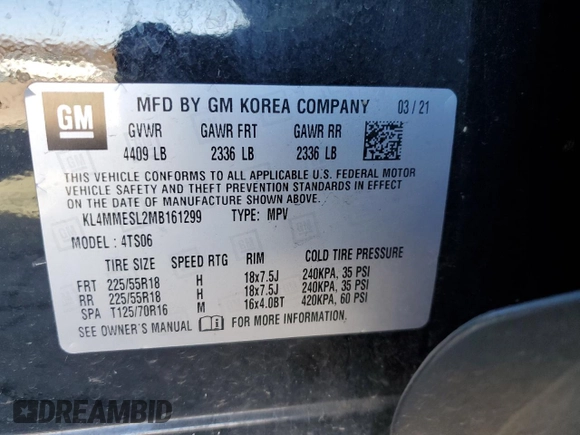 GM
MFD BY GM KOREA COMPANY 03/21
GVWR GAWR FRT GAWR RR
4409 LB 2336 LB 2336 LB
THIS VEHICLE CONFORMS TO ALL APPLICABLE U.S. FEDERAL MOTOR
VEHICLE SAFETY AND THEFT PREVENTION STANDARDS IN EFFECT
ON THE DATE OF MANUFACTURE SHOWN ABOVE.
KL4MMESL2MB161299 TYPE: MPV
MODEL: 4TS06
TIRE SIZE SPEED RTG RIM COLD TIRE PRESSURE
FRT 225/55R18 H 18x7.5J 240KPA, 35 PSI
RR 225/55R18 H 18x7.5J 240KPA, 35 PSI
SPA T125/70R16 M 16x4.0BT 420KPA, 60 PSI
SEE OWNER'S MANUAL FOR MORE INFORMATION
DREAMBID